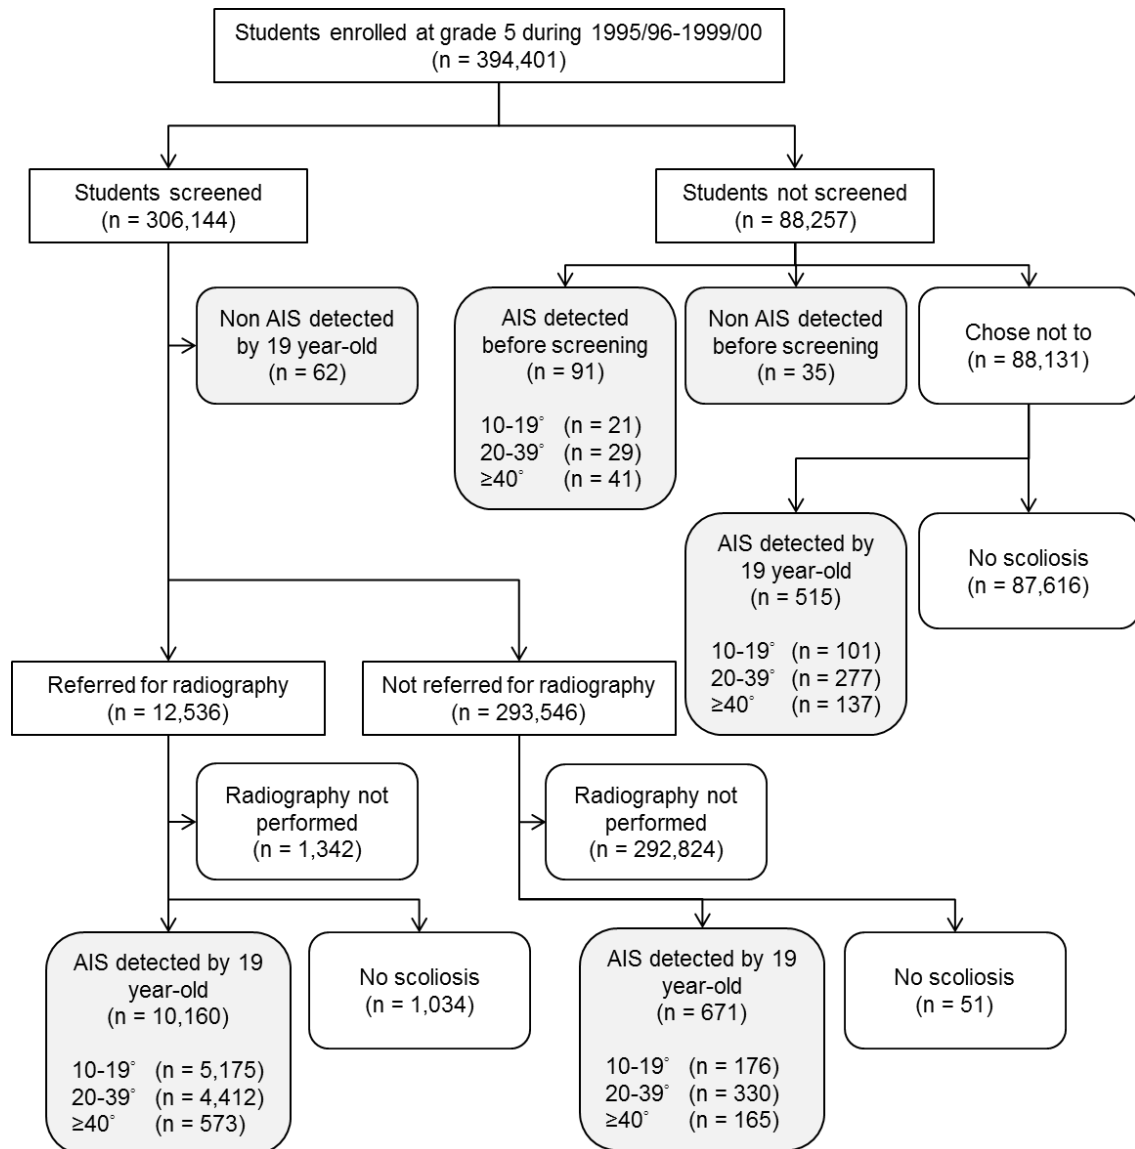 Students enrolled at grade 5 during 1995/96-1999/00
(n = 394,401)
Students screened
(n = 306,144)
Students not screened
(n = 88,257)
Non AIS detected
by 19 year-old
(n = 62)
AIS detected
before screening
(n = 91)
10-19° (n = 21)
20-39° (n = 29)
≥40° (n = 41)
Non AIS detected
before screening
(n = 35)
Chose not to
(n = 88,131)
AIS detected by
19 year-old
(n = 515)
10-19° (n = 101)
20-39° (n = 277)
≥40° (n = 137)
No scoliosis
(n = 87,616)
Referred for radiography
(n = 12,536)
Not referred for radiography
(n = 293,546)
Radiography not
performed
(n = 1,342)
Radiography not
performed
(n = 292,824)
AIS detected by 19
year-old
(n = 10,160)
10-19° (n = 5,175)
20-39° (n = 4,412)
≥40° (n = 573)
No scoliosis
(n = 1,034)
AIS detected by 19
year-old
(n = 671)
10-19° (n = 176)
20-39° (n = 330)
≥40° (n = 165)
No scoliosis
(n = 51)